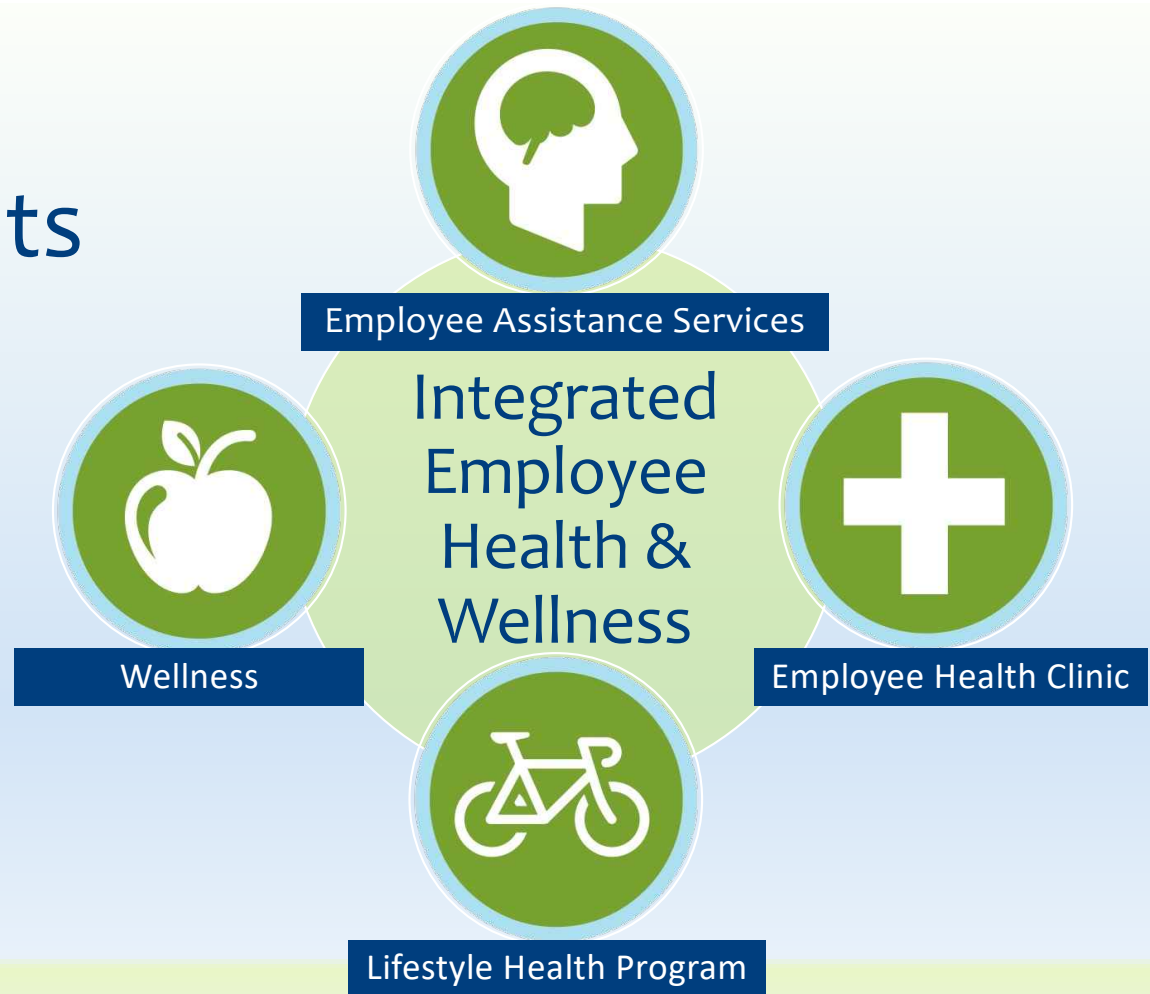 ts
Employee Assistance Services
Integrated
Employee
Health &
Wellness
Wellness
Employee Health Clinic
Lifestyle Health Program